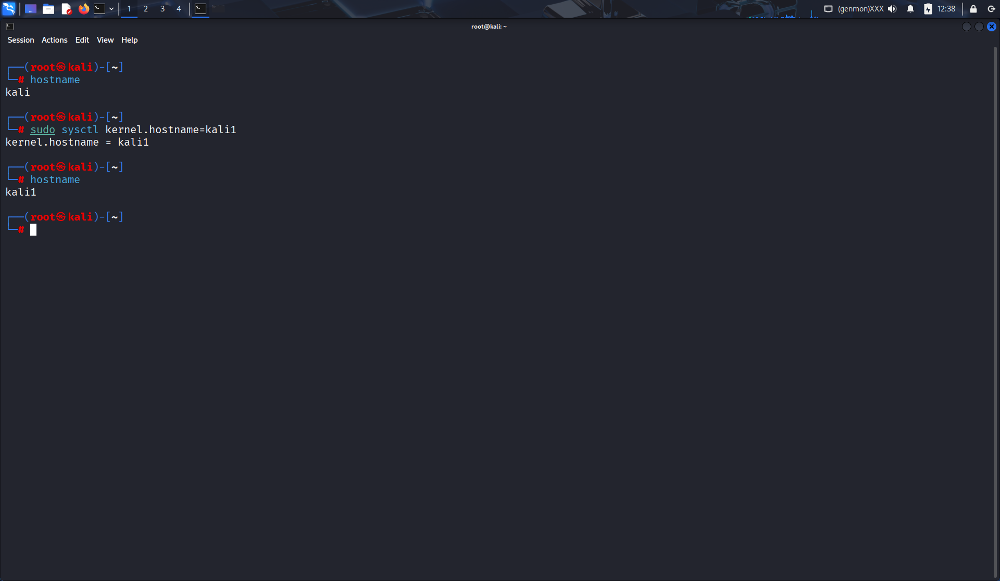 1 2 3 4 (genmon)XXX 12:38
root@kali: ~
Session Actions Edit View Help
┌──(root㉿kali)-[~]
└─# hostname
kali
┌──(root㉿kali)-[~]
└─# sudo sysctl kernel.hostname=kali1
kernel.hostname = kali1
┌──(root㉿kali)-[~]
└─# hostname
kali1
┌──(root㉿kali)-[~]
└─#